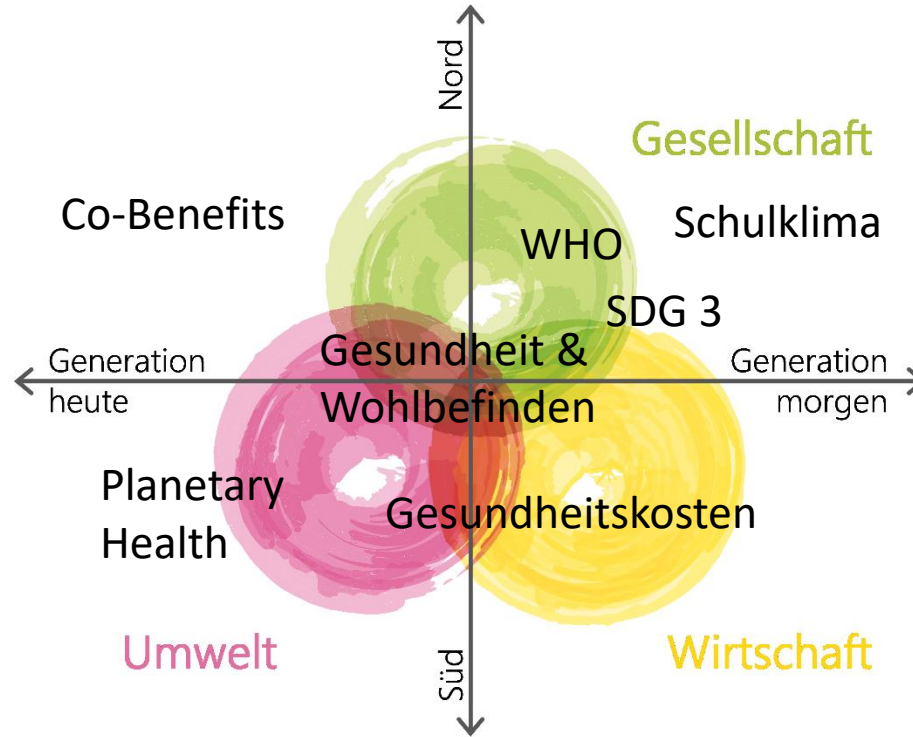 Nord
Gesellschaft
Co-Benefits
Schulklima
WHO
SDG 3
Generation
heute
Gesundheit &
Wohlbefinden
Generation
morgen
Planetary
Health
Gesundheitskosten
Umwelt
Süd
Wirtschaft